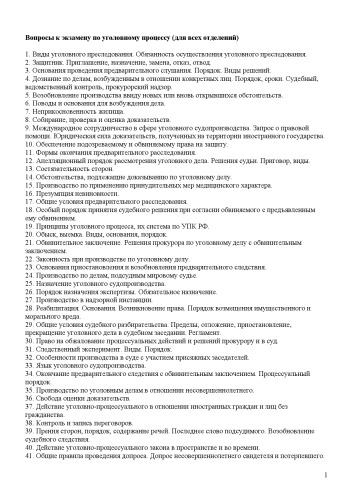 Вопросы к экзамену по уголовному процессу (для всех отделений)
1. Виды уголовного преследования. Обязанность осуществления уголовного преследования.
2. Защитник. Приглашение, назначение, замена, отказ, отвод.
3. Основания проведения предварительного слушания. Порядок. Виды решений.
4. Дознание по делам, возбужденным в отношении конкретных лиц. Порядок, сроки. Судебный,
ведомственный контроль, прокурорский надзор.
5. Возобновление производства ввиду новых или вновь открывшихся обстоятельств.
6. Поводы и основания для возбуждения дела.
7. Неприкосновенность жилища.
8. Собирание, проверка и оценка доказательств.
9. Международное сотрудничество в сфере уголовного судопроизводства. Запрос о правовой
помощи. Юридическая сила доказательств, полученных на территории иностранного государства.
10. Обеспечение подозреваемому и обвиняемому права на защиту.
11. Формы окончания предварительного расследования.
12. Апелляционный порядок рассмотрения уголовного дела. Решения судьи. Приговор, виды.
13. Состязательность сторон.
14. Обстоятельства, подлежащие доказыванию по уголовному делу.
15. Производство по применению принудительных мер медицинского характера.
16. Презумпция невиновности.
17. Общие условия предварительного расследования.
18. Особый порядок принятия судебного решения при согласии обвиняемого с предъявленным
ему обвинением.
19. Принципы уголовного процесса, их система по УПК РФ.
20. Обыск, выемка. Виды, основания, порядок.
21. Обвинительное заключение. Решения прокурора по уголовному делу с обвинительным
заключением.
22. Законность при производстве по уголовному делу.
23. Основания приостановления и возобновления предварительного следствия.
24. Производство по делам, подсудным мировому судье.
25. Назначение уголовного судопроизводства.
26. Порядок назначения экспертизы. Обязательное назначение.
27. Производство в надзорной инстанции.
28. Реабилитация. Основания. Возникновение права. Порядок возмещения имущественного и
морального вреда.
29. Общие условия судебного разбирательства. Пределы, отложение, приостановление,
прекращение уголовного дела в судебном заседании. Регламент.
30. Право на обжалование процессуальных действий и решений прокурору и в суд.
31. Следственный эксперимент. Виды. Порядок.
32. Особенности производства в суде с участием присяжных заседателей.
33. Язык уголовного судопроизводства.
34. Окончание предварительного следствия с обвинительным заключением. Процессуальный
порядок.
35. Производство по уголовным делам в отношении несовершеннолетнего.
36. Свобода оценки доказательств.
37. Действие уголовно-процессуального в отношении иностранных граждан и лиц без
гражданства.
38. Контроль и запись переговоров.
39. Прения сторон, порядок, содержание речей. Последнее слово подсудимого. Возобновление
судебного следствия.
40. Действие уголовно-процессуального закона в пространстве и во времени.
41. Общие правила проведения допроса. Допрос несовершеннолетнего свидетеля и потерпевшего.
1